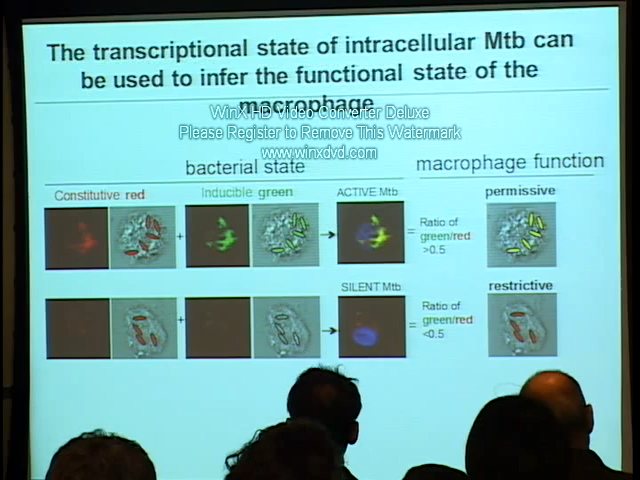 The transcriptional state of intracellular Mtb can
be used to infer the functional state of the
macrophage
WinX HD Video Converter Deluxe
Please Register to Remove This Watermark
www.winxdvd.com
bacterial state
macrophage function
Constitutive red
Inducible green
ACTIVE Mtb
permissive
+
=
Ratio of
green/red
>0.5
SILENT Mtb
restrictive
+
=
Ratio of
green/red
<0.5